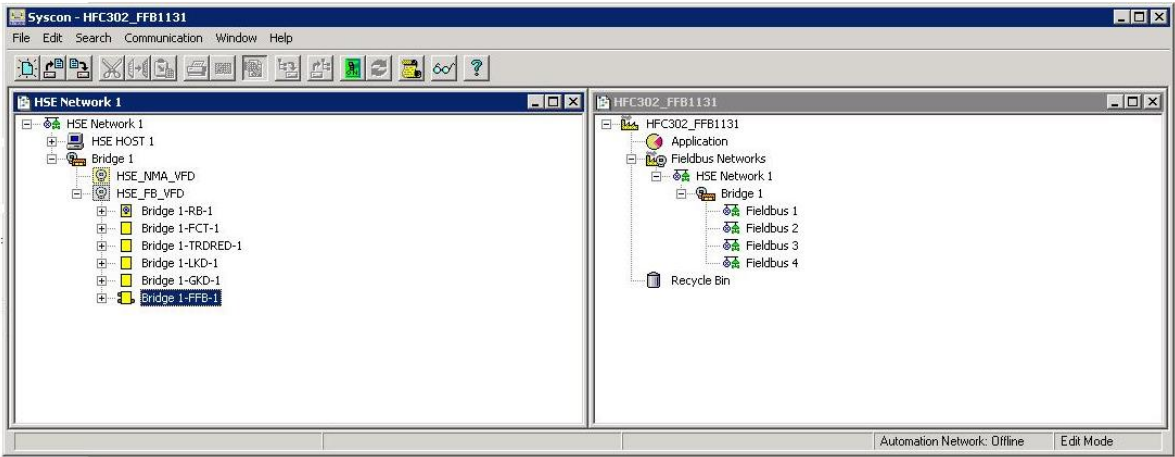 Syscon - HFC302_FFB1131
File Edit Search Communication Window Help
HSE Network 1
HSE Network 1
HSE HOST 1
Bridge 1
HSE_NMA_VFD
HSE_FB_VFD
Bridge 1-RB-1
Bridge 1-FCT-1
Bridge 1-TRDRED-1
Bridge 1-LKD-1
Bridge 1-GKD-1
Bridge 1-FFB-1
HFC302_FFB1131
HFC302_FFB1131
Application
Fieldbus Networks
HSE Network 1
Bridge 1
Fieldbus 1
Fieldbus 2
Fieldbus 3
Fieldbus 4
Recycle Bin
Automation Network: Offline Edit Mode